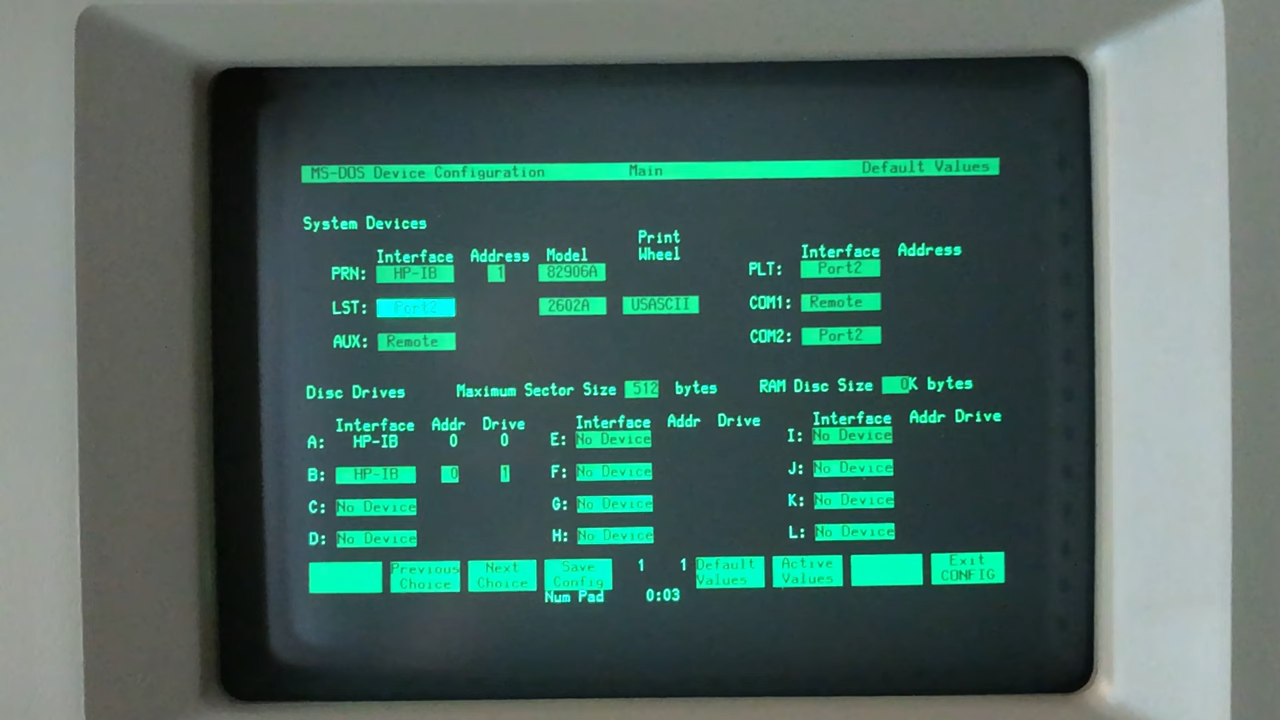 MS-DOS Device Configuration Main Default Values
System Devices
Print
Interface Address Model Wheel Interface Address
PRN: HP-IB 1 82906A PLT: Port2
LST: Port2 2602A USASCII COM1: Remote
AUX: Remote COM2: Port2
Disc Drives Maximum Sector Size 512 bytes RAM Disc Size 0K bytes
Interface Addr Drive Interface Addr Drive Interface Addr Drive
A: HP-IB 0 0 E: No Device I: No Device
B: HP-IB 0 1 F: No Device J: No Device
C: No Device G: No Device K: No Device
D: No Device H: No Device L: No Device
Previous Next Save 1 1 Default Active Exit
Choice Choice Config Values Values CONFIG
Num Pad 0:03